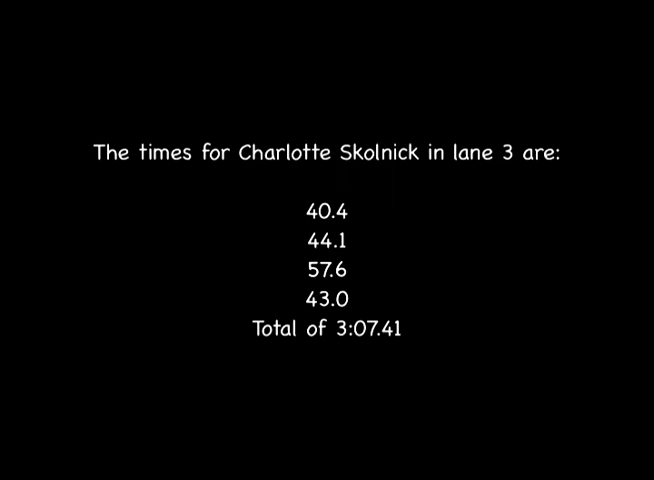 The times for Charlotte Skolnick in lane 3 are:
40.4
44.1
57.6
43.0
Total of 3:07.41